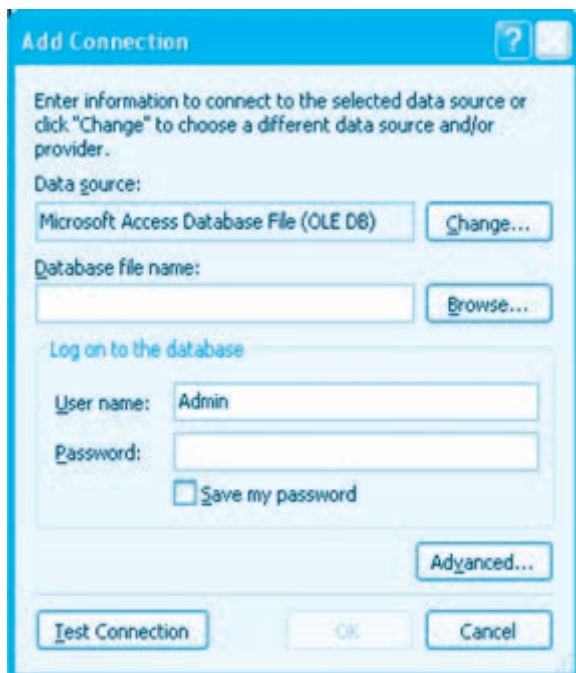 Add Connection
?
Enter information to connect to the selected data source or
click "Change" to choose a different data source and/or
provider.
Data source:
Microsoft Access Database File (OLE DB)
Change...
Database file name:
Browse...
Log on to the database
User name:
Admin
Password:
Save my password
Advanced...
Test Connection
OK
Cancel